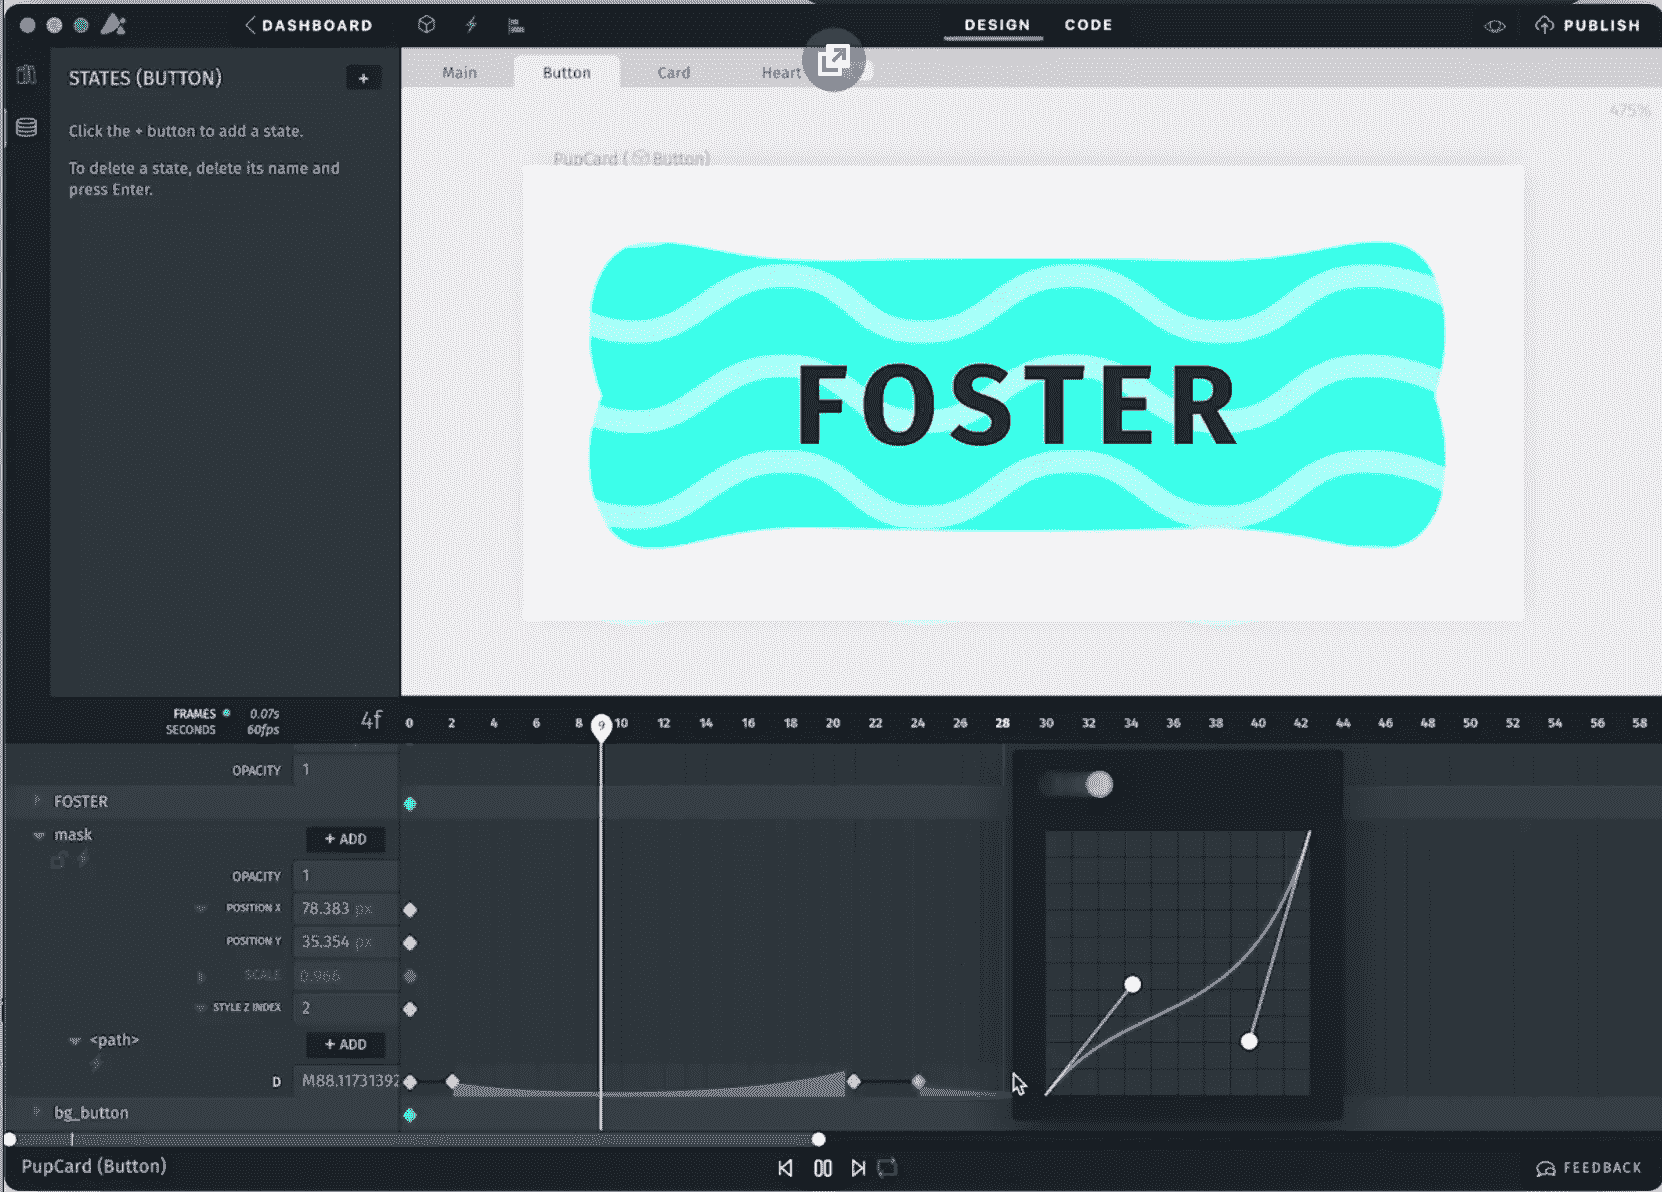 DASHBOARD
DESIGN
CODE
PUBLISH
STATES (BUTTON)
+
Click the + button to add a state.
To delete a state, delete its name and
press Enter.
Main
Button
Card
Heart
475%
PupCard ( Button)
FOSTER
FRAMES
0.07s
SECONDS
60fps
4f
0 2 4 6 8 9 10 12 14 16 18 20 22 24 26 28 30 32 34 36 38 40 42 44 46 48 50 52 54 56 58
OPACITY 1
FOSTER
mask
+ ADD
OPACITY 1
POSITION X 78.383 px
POSITION Y 35.354 px
SCALE 0.966
STYLE Z INDEX 2
<path>
+ ADD
D M88.11731392
bg_button
PupCard (Button)
FEEDBACK